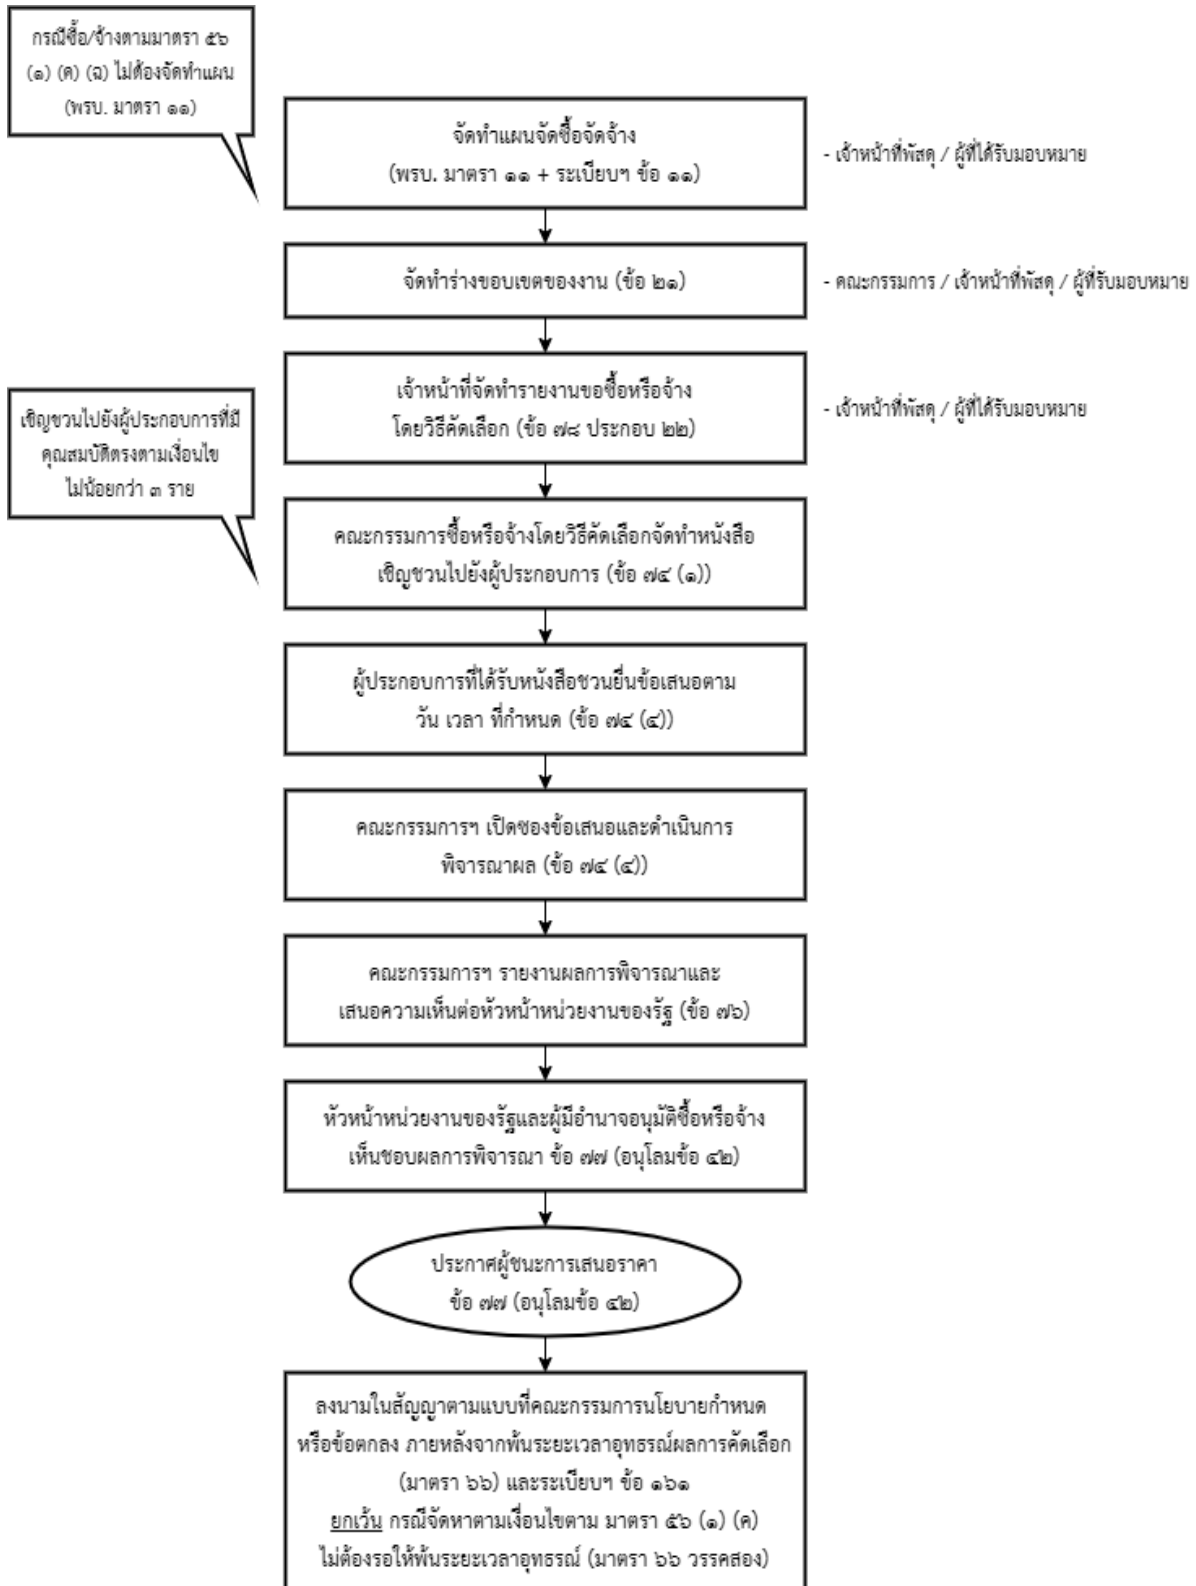 กรณีซื้อ/จ้างตามมาตรา ๕๖
(๑) (ค) (ฉ) ไม่ต้องจัดทำแผน
(พรบ. มาตรา ๑๑)
จัดทำแผนจัดซื้อจัดจ้าง
(พรบ. มาตรา ๑๑ + ระเบียบฯ ข้อ ๑๑)
- เจ้าหน้าที่พัสดุ / ผู้ที่ได้รับมอบหมาย
จัดทำร่างขอบเขตของงาน (ข้อ ๒๑)
- คณะกรรมการ / เจ้าหน้าที่พัสดุ / ผู้ที่รับมอบหมาย
เจ้าหน้าที่จัดทำรายงานขอซื้อหรือจ้าง
โดยวิธีคัดเลือก (ข้อ ๗๘ ประกอบ ๒๒)
- เจ้าหน้าที่พัสดุ / ผู้ที่ได้รับมอบหมาย
เชิญชวนไปยังผู้ประกอบการที่มี
คุณสมบัติตรงตามเงื่อนไข
ไม่น้อยกว่า ๓ ราย
คณะกรรมการซื้อหรือจ้างโดยวิธีคัดเลือกจัดทำหนังสือ
เชิญชวนไปยังผู้ประกอบการ (ข้อ ๗๔ (๑))
ผู้ประกอบการที่ได้รับหนังสือชวนยื่นข้อเสนอตาม
วัน เวลา ที่กำหนด (ข้อ ๗๔ (๔))
คณะกรรมการฯ เปิดซองข้อเสนอและดำเนินการ
พิจารณาผล (ข้อ ๗๔ (๔))
คณะกรรมการฯ รายงานผลการพิจารณาและ
เสนอความเห็นต่อหัวหน้าหน่วยงานของรัฐ (ข้อ ๗๖)
หัวหน้าหน่วยงานของรัฐและผู้มีอำนาจอนุมัติซื้อหรือจ้าง
เห็นชอบผลการพิจารณา ข้อ ๗๗ (อนุโลมข้อ ๔๒)
ประกาศผู้ชนะการเสนอราคา
ข้อ ๗๗ (อนุโลมข้อ ๔๒)
ลงนามในสัญญาตามแบบที่คณะกรรมการนโยบายกำหนด
หรือข้อตกลง ภายหลังจากพ้นระยะเวลาอุทธรณ์ผลการคัดเลือก
(มาตรา ๖๖) และระเบียบฯ ข้อ ๑๖๑
ยกเว้น กรณีจัดหาตามเงื่อนไขตาม มาตรา ๕๖ (๑) (ค)
ไม่ต้องรอให้พ้นระยะเวลาอุทธรณ์ (มาตรา ๖๖ วรรคสอง)